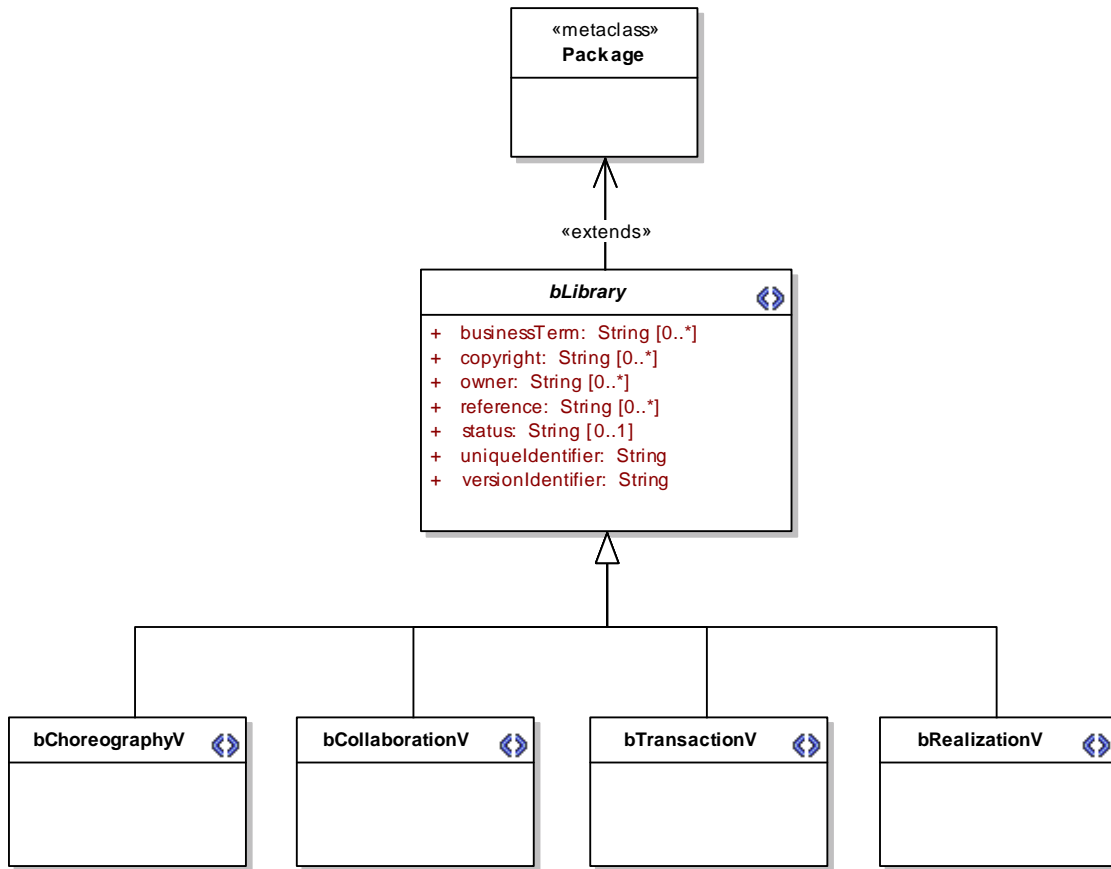 «metaclass»
Package
«extends»
bLibrary
+ businessTerm: String [0..*]
+ copyright: String [0..*]
+ owner: String [0..*]
+ reference: String [0..*]
+ status: String [0..1]
+ uniqueIdentifier: String
+ versionIdentifier: String
bChoreographyV
bCollaborationV
bTransactionV
bRealizationV